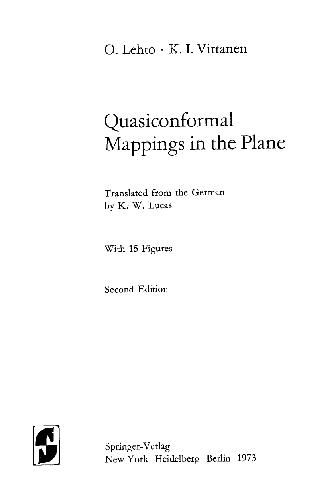 O. Lehto · K. I. Virtanen
Quasiconformal
Mappings in the Plane
Translated from the German
by K. W. Lucas
With 15 Figures
Second Edition
Springer-Verlag
New York Heidelberg Berlin 1973